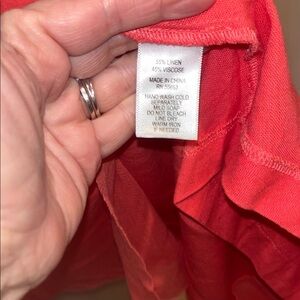 55% LINEN
45% VISCOSE
MADE IN CHINA
RN 55653
HAND WASH COLD
SEPARATELY
MILD SOAP
DO NOT BLEACH
LINE DRY
WARM IRON
IF NEEDED